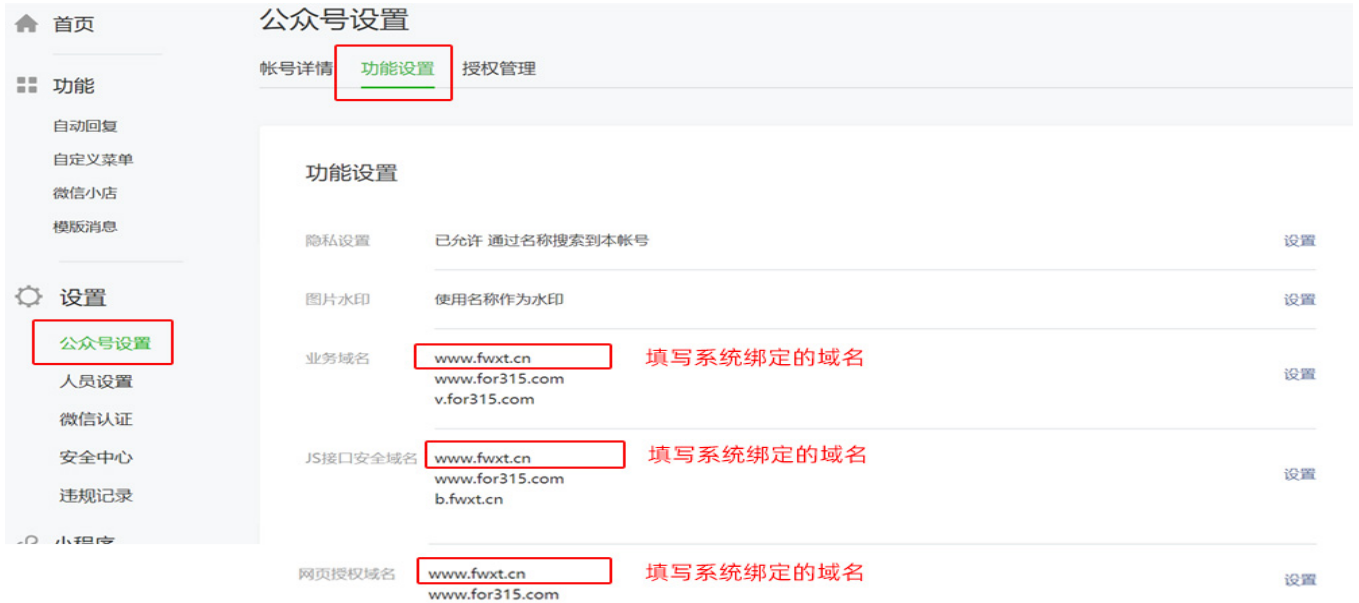 首页
功能
自动回复
自定义菜单
微信小店
模版消息
设置
公众号设置
人员设置
微信认证
安全中心
违规记录
小程序
公众号设置
帐号详情 功能设置 授权管理
功能设置
隐私设置 已允许 通过名称搜索到本帐号 设置
图片水印 使用名称作为水印 设置
业务域名 www.fwxt.cn 填写系统绑定的域名
www.for315.com 设置
v.for315.com
JS接口安全域名 www.fwxt.cn 填写系统绑定的域名
www.for315.com 设置
b.fwxt.cn
网页授权域名 www.fwxt.cn 填写系统绑定的域名 设置
www.for315.com